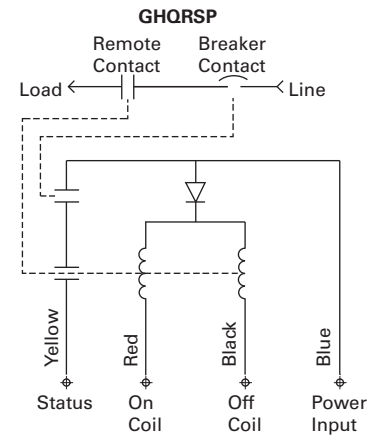 GHQRSP
Remote Contact
Breaker Contact
Load
Line
Yellow
Red
Black
Blue
Status
On Coil
Off Coil
Power Input